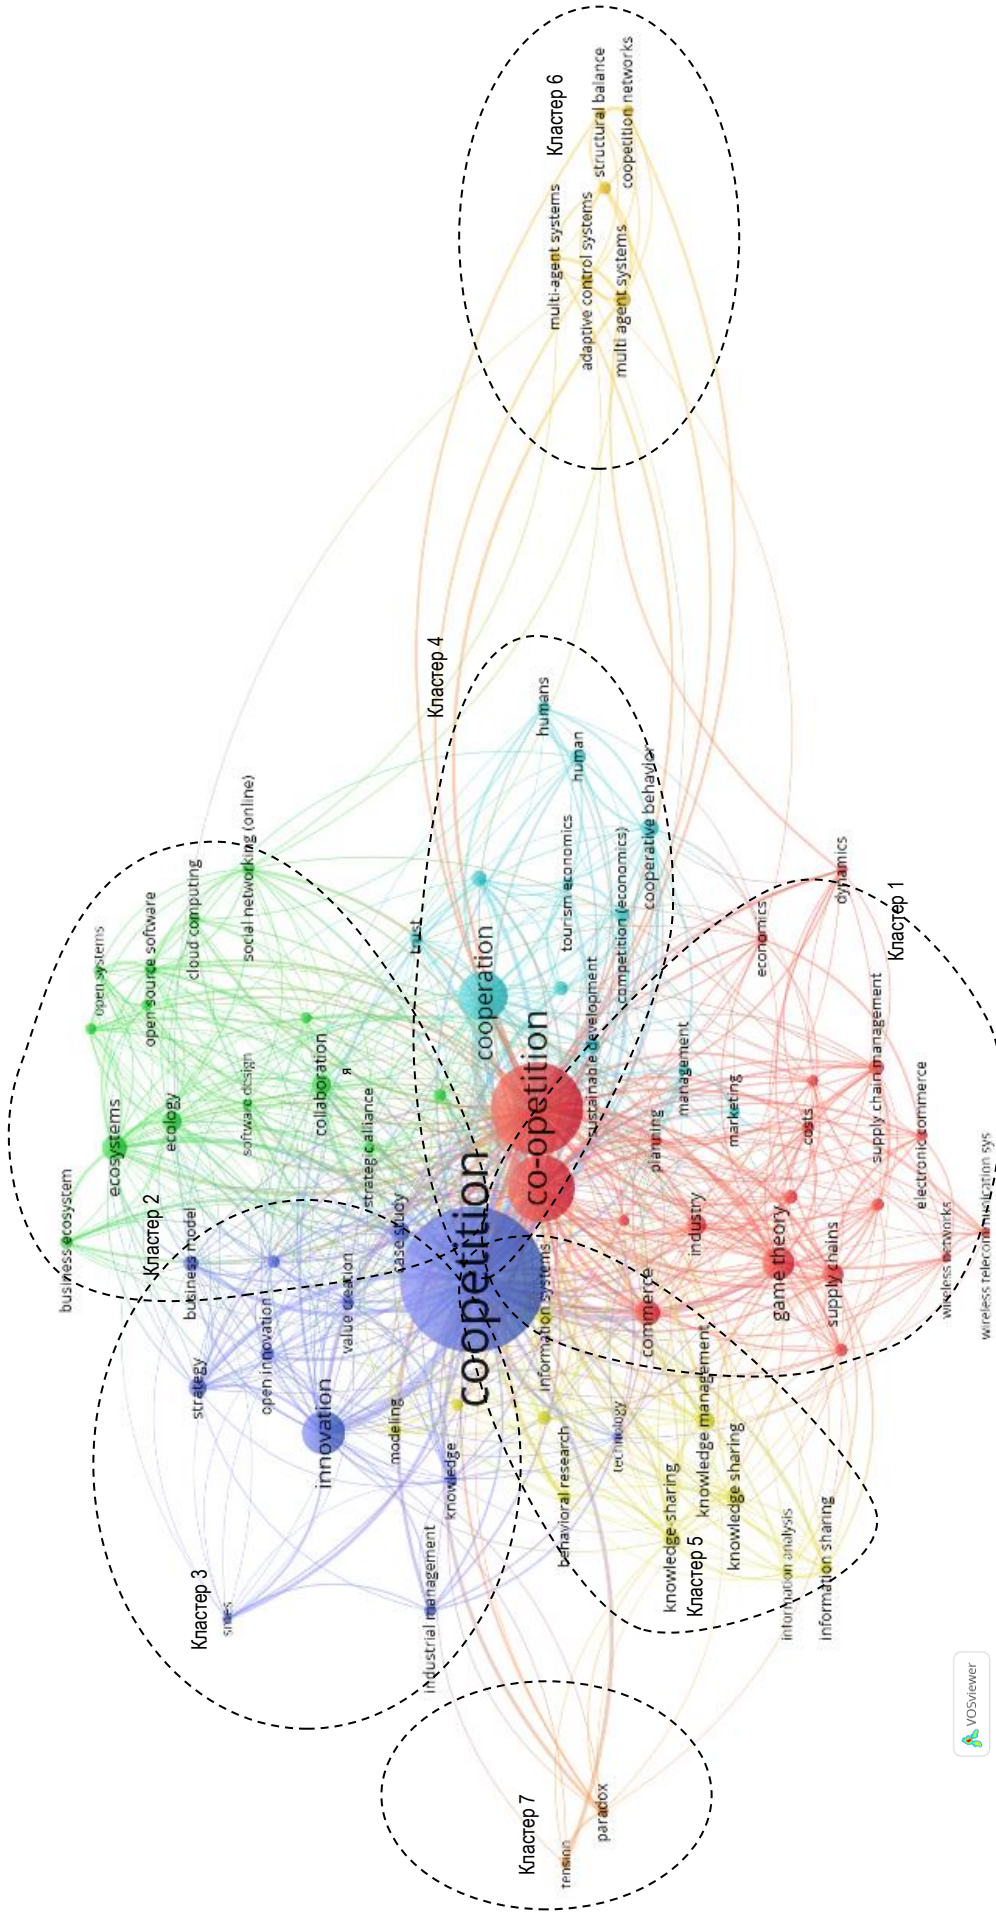 Кластер 6
structural balance
coopetition networks
multi-agent systems
adaptive control systems
multi agent systems
Кластер 4
humans
human
tourism economics
cooperative behavior
competition (economics)
trust
cooperation
sustainable development
management
marketing
planning
co-opetition
Кластер 2
open systems
open source software
cloud computing
social networking (online)
ecosystems
ecology
software design
collaboration
я
strategic alliance
business ecosystem
Кластер 1
dynamics
economics
supply chain management
costs
electronic commerce
industry
game theory
supply chains
commerce
wireless networks
wireless telecommunication sys
Кластер 3
business model
case study
value creation
strategy
open innovation
innovation
modeling
knowledge
smes
industrial management
coopetition
Кластер 5
information systems
behavioral research
technology
knowledge management
knowledge-sharing
knowledge sharing
information analysis
information sharing
Кластер 7
paradox
tension
VOSviewer